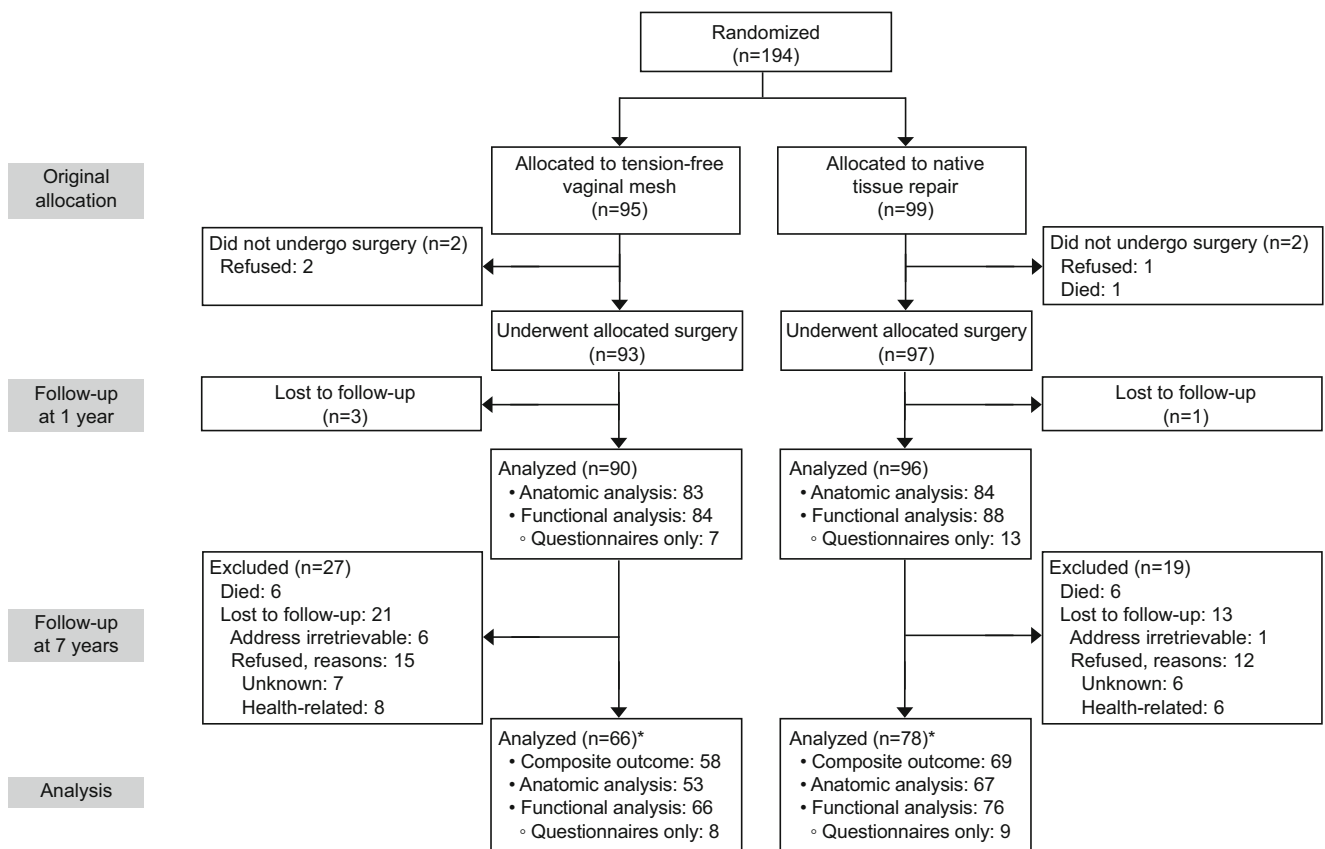 Randomized
(n=194)
Original
allocation
Allocated to tension-free
vaginal mesh
(n=95)
Allocated to native
tissue repair
(n=99)
Did not undergo surgery (n=2)
Refused: 2
Did not undergo surgery (n=2)
Refused: 1
Died: 1
Underwent allocated surgery
(n=93)
Underwent allocated surgery
(n=97)
Follow-up
at 1 year
Lost to follow-up
(n=3)
Lost to follow-up
(n=1)
Analyzed (n=90)
• Anatomic analysis: 83
• Functional analysis: 84
◦ Questionnaires only: 7
Analyzed (n=96)
• Anatomic analysis: 84
• Functional analysis: 88
◦ Questionnaires only: 13
Follow-up
at 7 years
Excluded (n=27)
Died: 6
Lost to follow-up: 21
Address irretrievable: 6
Refused, reasons: 15
Unknown: 7
Health-related: 8
Excluded (n=19)
Died: 6
Lost to follow-up: 13
Address irretrievable: 1
Refused, reasons: 12
Unknown: 6
Health-related: 6
Analysis
Analyzed (n=66)*
• Composite outcome: 58
• Anatomic analysis: 53
• Functional analysis: 66
◦ Questionnaires only: 8
Analyzed (n=78)*
• Composite outcome: 69
• Anatomic analysis: 67
• Functional analysis: 76
◦ Questionnaires only: 9